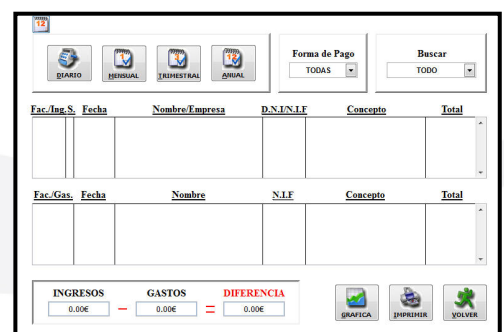 12
Forma de Pago
Buscar
DIARIO
MENSUAL
TRIMESTRAL
ANUAL
TODAS
TODO
Fac./Ing. S. Fecha Nombre/Empresa D.N.I/N.I.F Concepto Total
Fac./Gas. Fecha Nombre N.I.F Concepto Total
INGRESOS GASTOS DIFERENCIA
0.00€ — 0.00€ = 0.00€
GRAFICA
IMPRIMIR
VOLVER